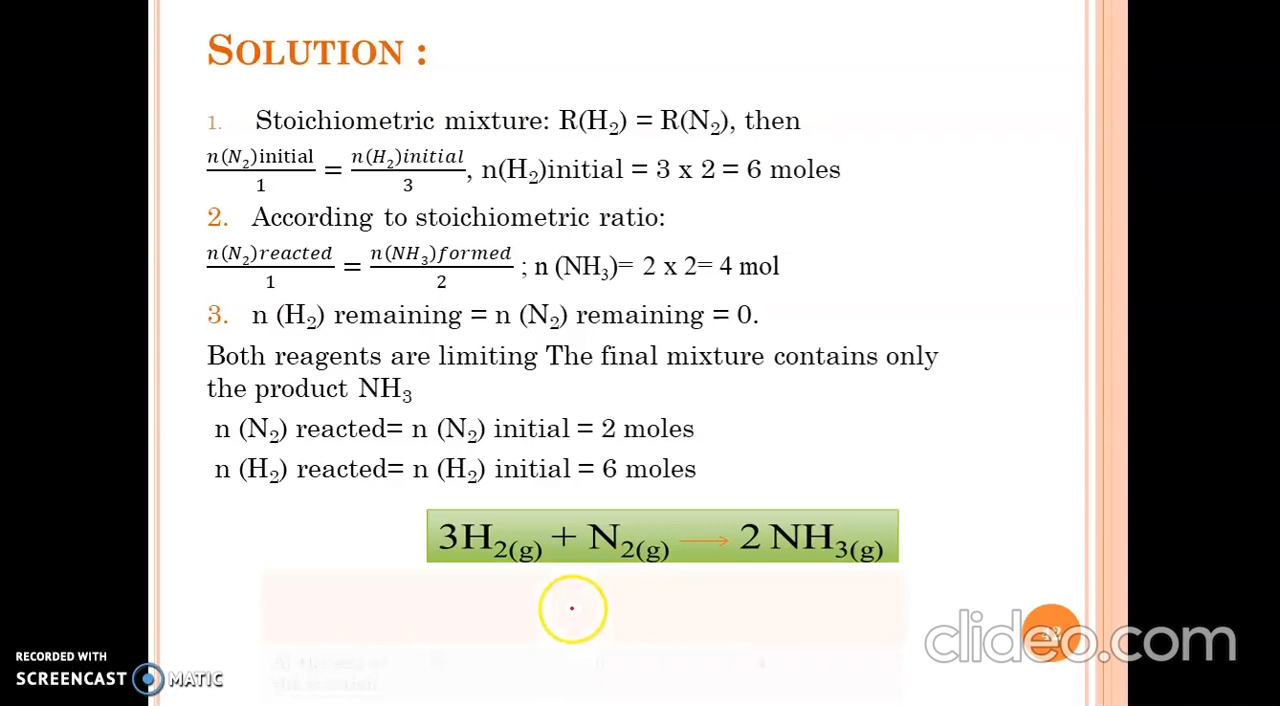 SOLUTION :
1. Stoichiometric mixture: R(H₂) = R(N₂), then
n(N₂)initial/1 = n(H₂)initial/3, n(H₂)initial = 3 x 2 = 6 moles
2. According to stoichiometric ratio:
n(N₂)reacted/1 = n(NH₃)formed/2 ; n (NH₃)= 2 x 2= 4 mol
3. n (H₂) remaining = n (N₂) remaining = 0.
Both reagents are limiting The final mixture contains only
the product NH₃
n (N₂) reacted= n (N₂) initial = 2 moles
n (H₂) reacted= n (H₂) initial = 6 moles
3H₂(g) + N₂(g) → 2 NH₃(g)
clideo.com
RECORDED WITH
SCREENCAST MATIC